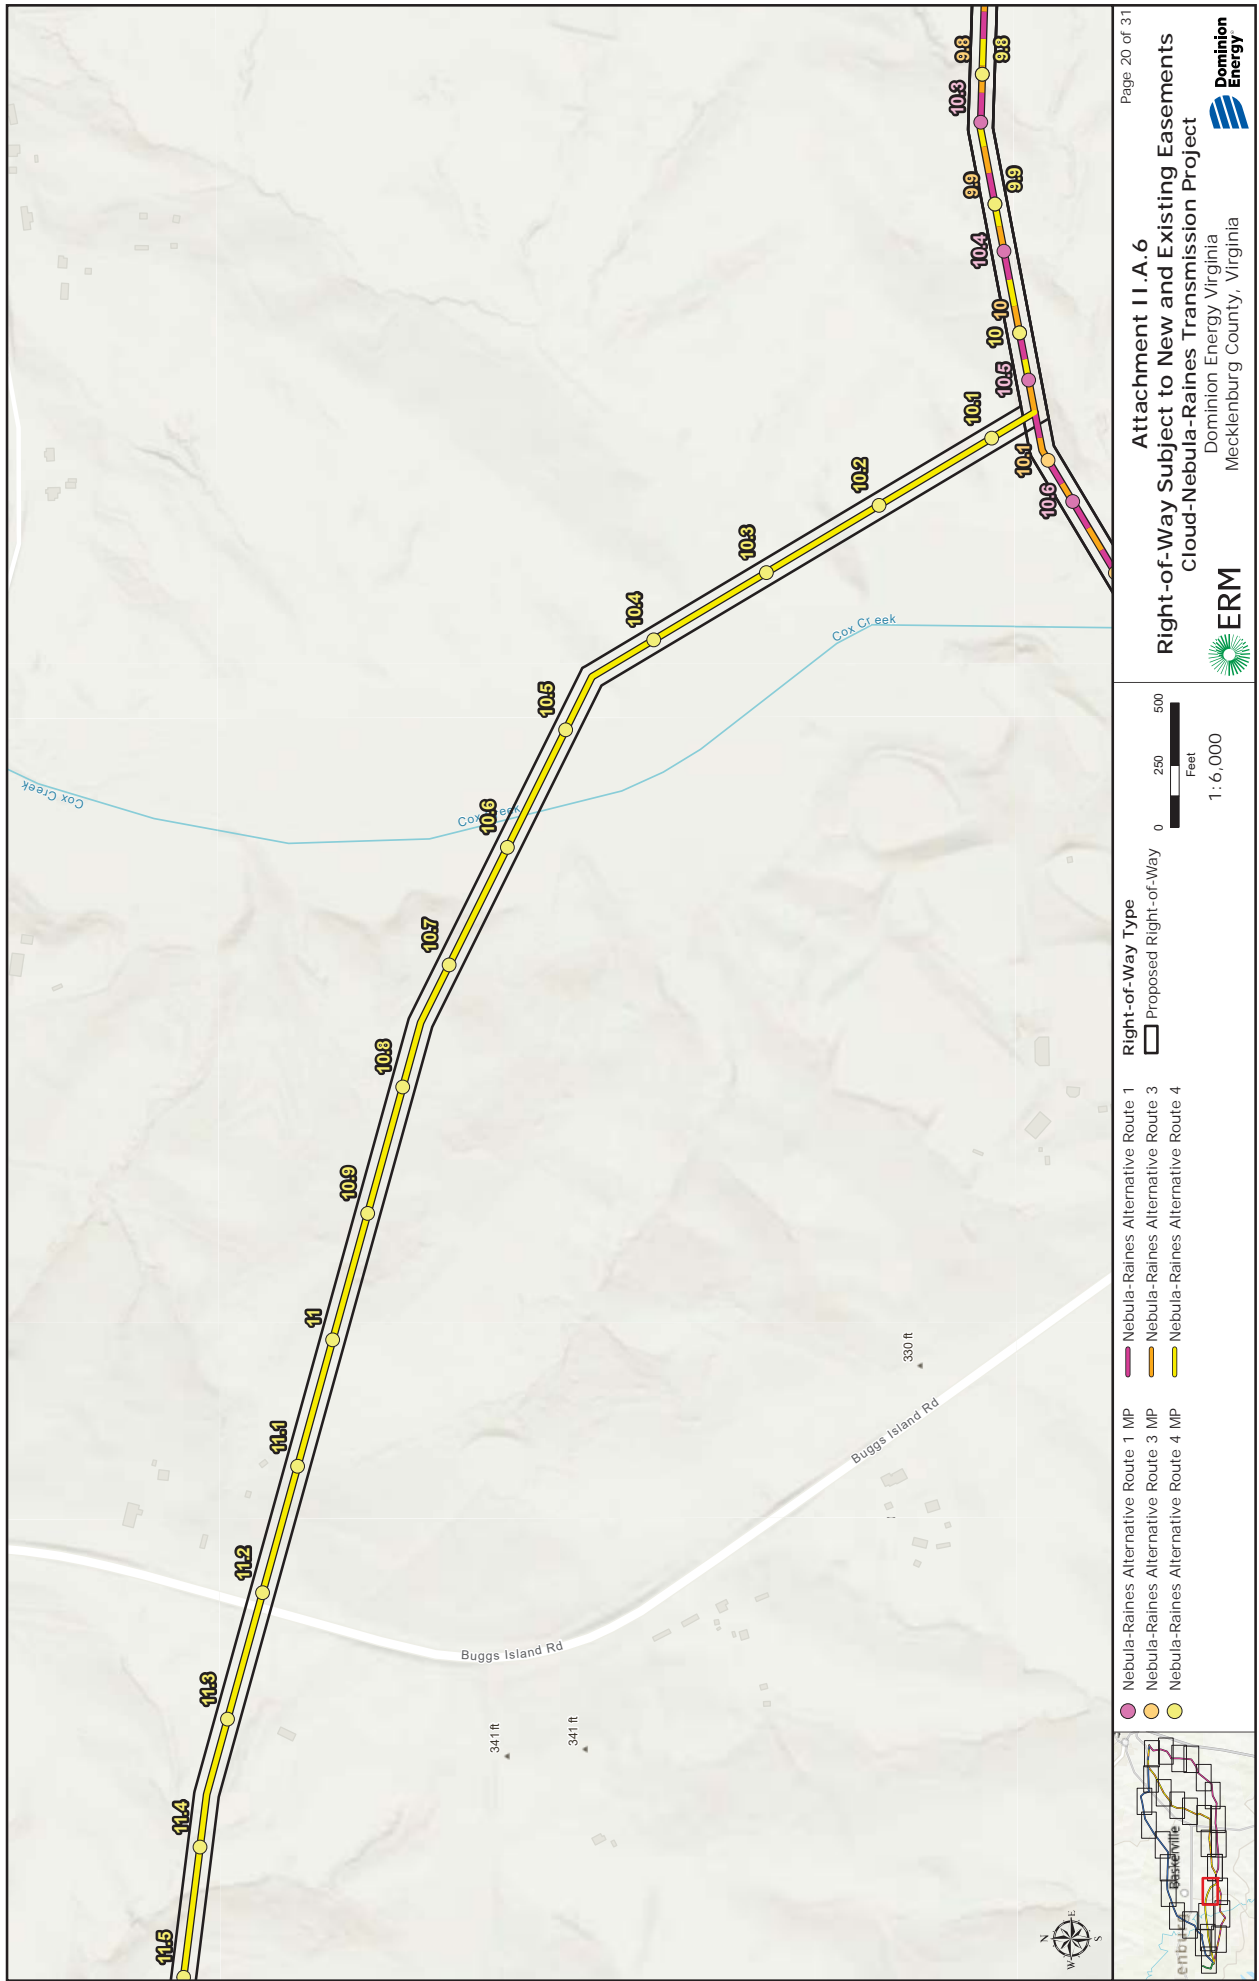 11.5
11.4
11.3
11.2
11.1
11
10.9
10.8
10.7
10.6
10.5
10.4
10.3
10.2
10.1
10
10
9.9
9.9
9.8
9.8
10.3
10.4
10.5
10.1
10.6
Cox Creek
Cox Creek
Cox Creek
Buggs Island Rd
Buggs Island Rd
341 ft
341 ft
330 ft
N
E
S
W
enburg
Baskerville
Nebula-Raines Alternative Route 1 MP
Nebula-Raines Alternative Route 3 MP
Nebula-Raines Alternative Route 4 MP
Nebula-Raines Alternative Route 1
Nebula-Raines Alternative Route 3
Nebula-Raines Alternative Route 4
Right-of-Way Type
Proposed Right-of-Way
0 250 500
Feet
1:6,000
Page 20 of 31
Attachment II.A.6
Right-of-Way Subject to New and Existing Easements
Cloud-Nebula-Raines Transmission Project
Dominion Energy Virginia
Mecklenburg County, Virginia
ERM
Dominion
Energy®